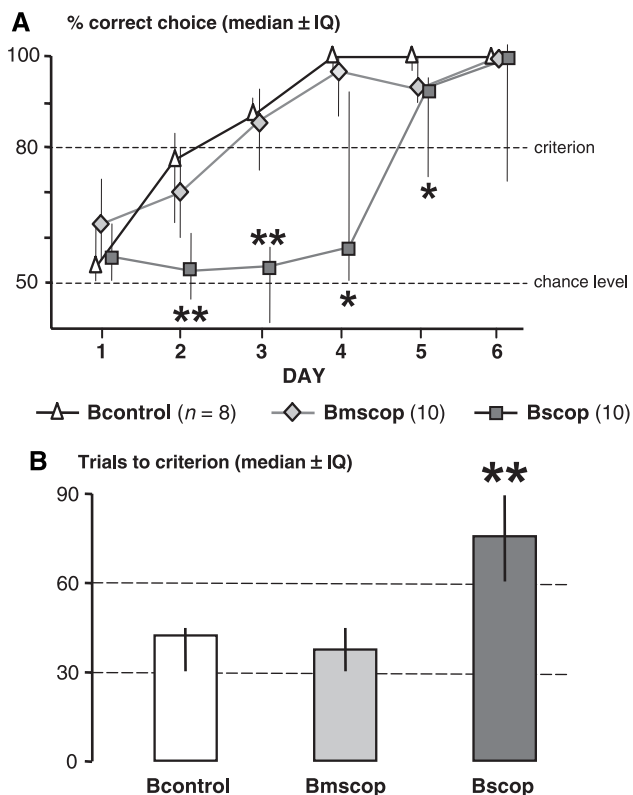 A % correct choice (median ± IQ)
100
80
50
criterion
**
*
**
*
chance level
1 2 3 4 5 6
DAY
Bcontrol (n = 8) Bmscop (10) Bscop (10)
B Trials to criterion (median ± IQ)
**
90
60
30
0
Bcontrol Bmscop Bscop